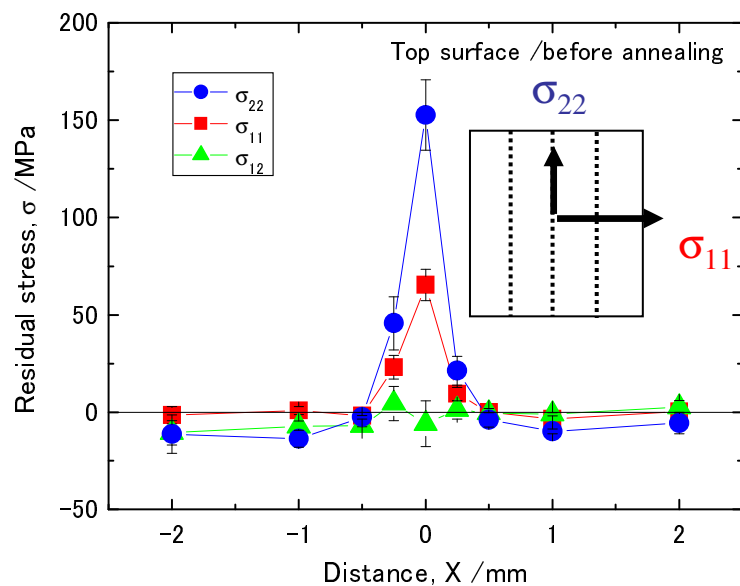 200
150
100
50
0
-50
-2
-1
0
1
2
Residual stress, σ /MPa
Distance, X /mm
Top surface /before annealing
σ22
σ11
σ12
σ22
σ11